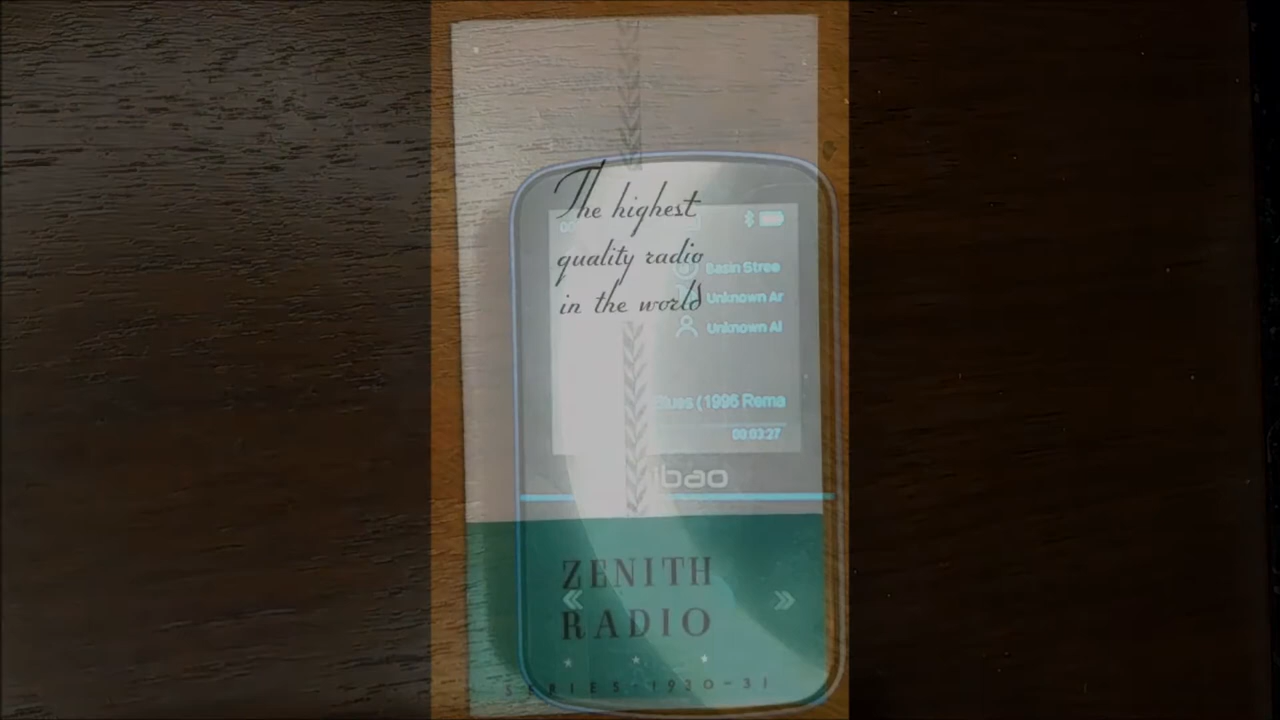 The highest
quality radio
in the world
00
Basin Stree
Unknown Ar
Unknown Al
Blues (1996 Rema
00:03:27
ibao
ZENITH
RADIO
SERIES-1930-31